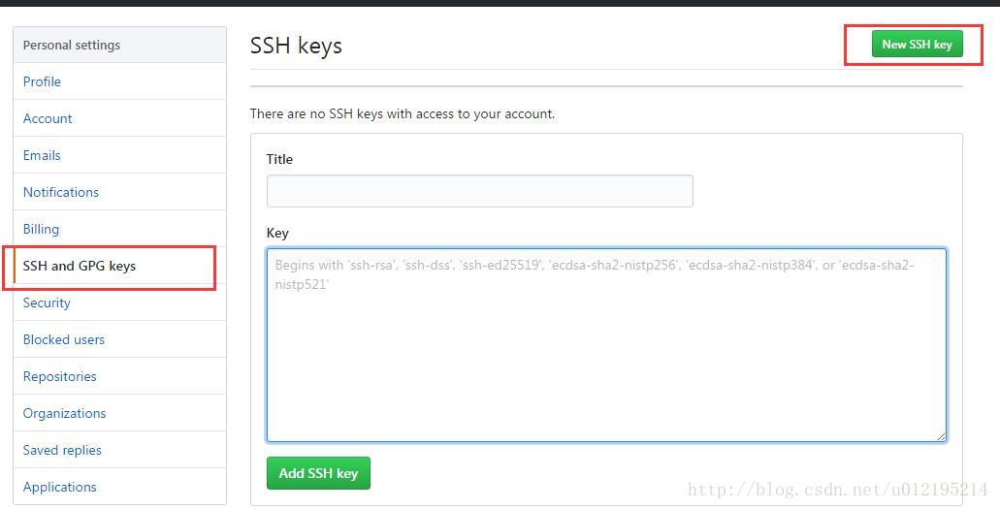 Personal settings
Profile
Account
Emails
Notifications
Billing
SSH and GPG keys
Security
Blocked users
Repositories
Organizations
Saved replies
Applications
SSH keys
New SSH key
There are no SSH keys with access to your account.
Title
Key
Begins with 'ssh-rsa', 'ssh-dss', 'ssh-ed25519', 'ecdsa-sha2-nistp256', 'ecdsa-sha2-nistp384', or 'ecdsa-sha2-
nistp521'
Add SSH key
http://blog.csdn.net/u012195214